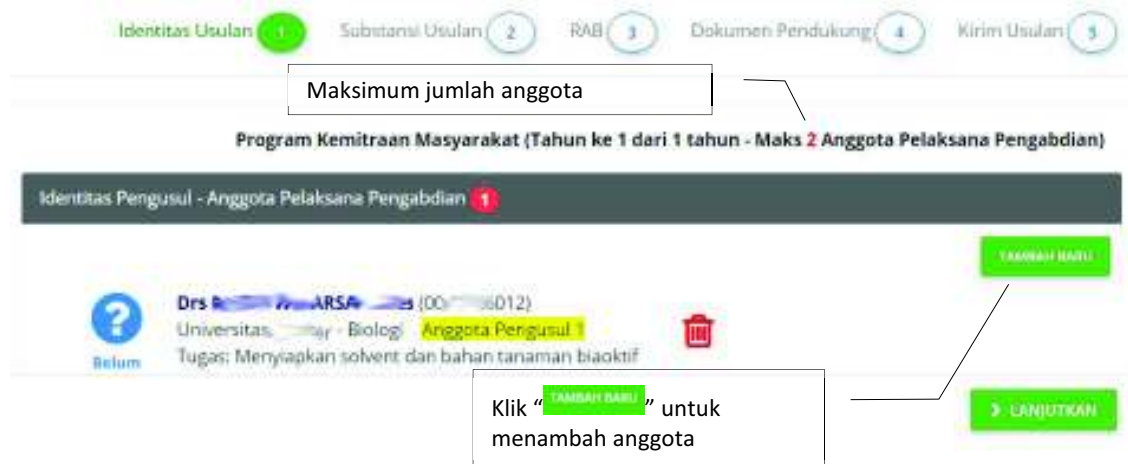 Identitas Usulan 1 Substansi Usulan 2 RAB 3 Dokumen Pendukung 4 Kirim Usulan 5
Maksimum jumlah anggota
Program Kemitraan Masyarakat (Tahun ke 1 dari 1 tahun - Maks 2 Anggota Pelaksana Pengabdian)
Identitas Pengusul - Anggota Pelaksana Pengabdian 1
TAMBAH BARU
Drs
Universitas - Biologi Anggota Pengusul 1
Tugas: Menyiapkan solvent dan bahan tanaman biaoktif
Belum
Klik “TAMBAH BARU” untuk
menambah anggota
LANJUTKAN